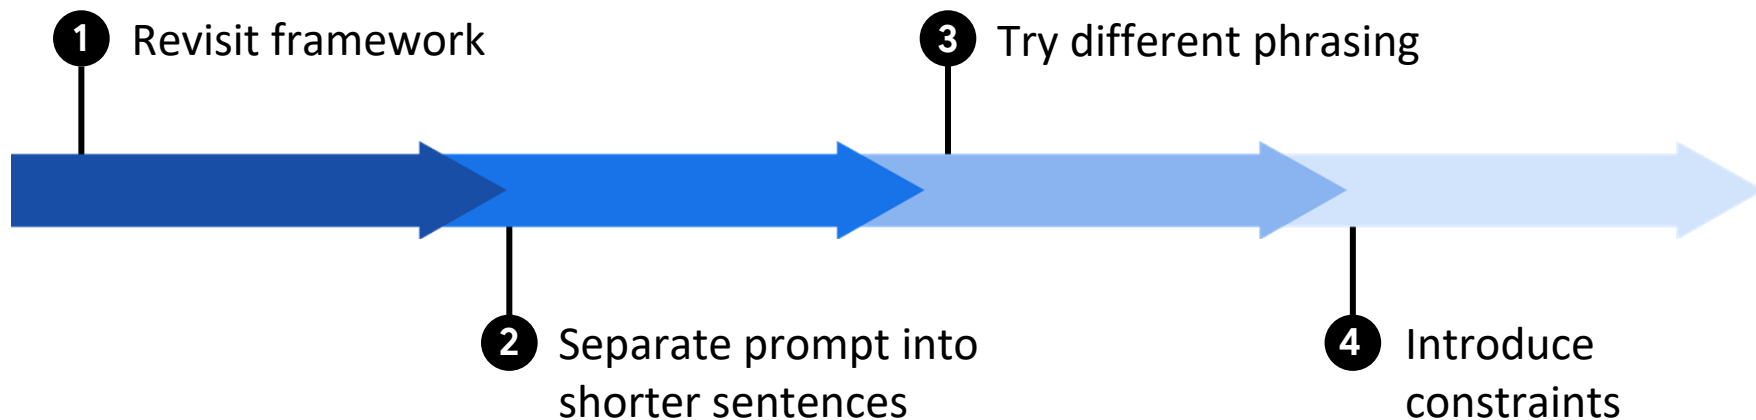 1 Revisit framework
2 Separate prompt into
shorter sentences
3 Try different phrasing
4 Introduce
constraints